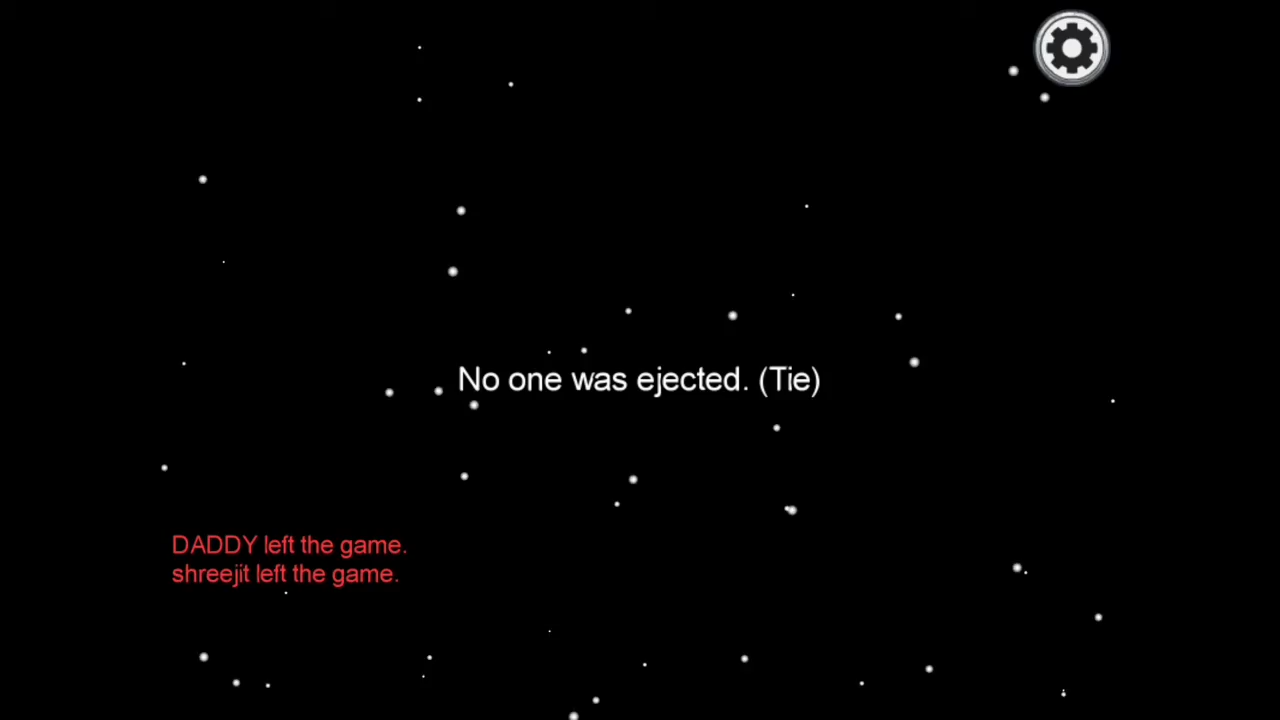 No one was ejected. (Tie)
DADDY left the game.
shreejit left the game.